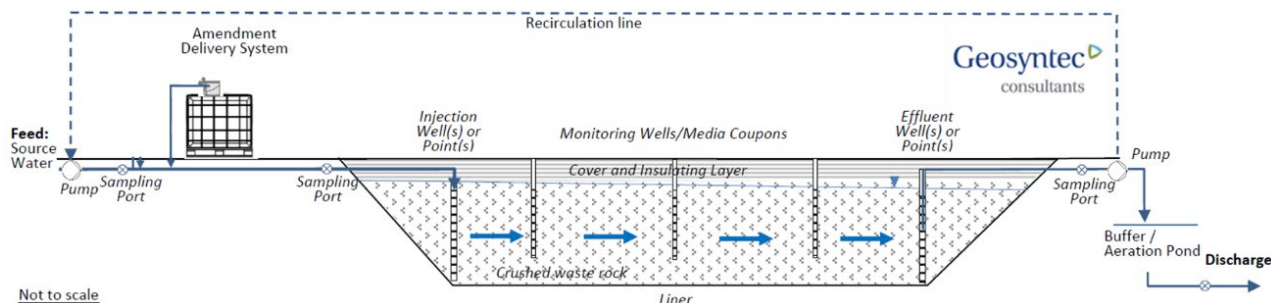 Recirculation line
Amendment
Delivery System
Geosyntec
consultants
Injection
Well(s) or
Point(s)
Monitoring Wells/Media Coupons
Effluent
Well(s) or
Point(s)
Feed:
Source
Water
Pump
Sampling
Port
Sampling
Port
Cover and Insulating Layer
Pump
Sampling
Port
Crushed waste rock
Buffer /
Aeration Pond
Discharge
Not to scale
Liner